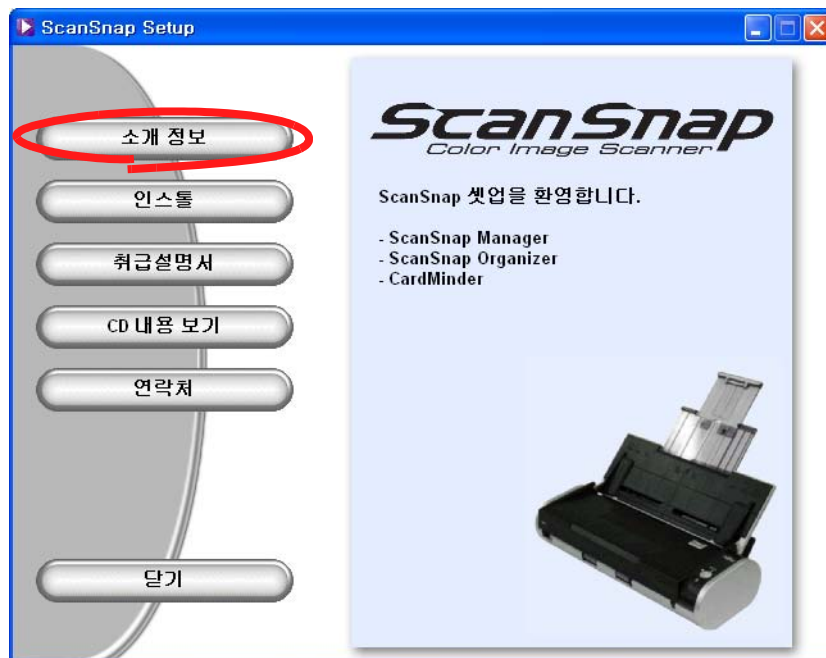 ScanSnap Setup
소개 정보
인스톨
취급설명서
CD 내용 보기
연락처
닫기
ScanSnap
Color Image Scanner
ScanSnap 셋업을 환영합니다.
- ScanSnap Manager
- ScanSnap Organizer
- CardMinder